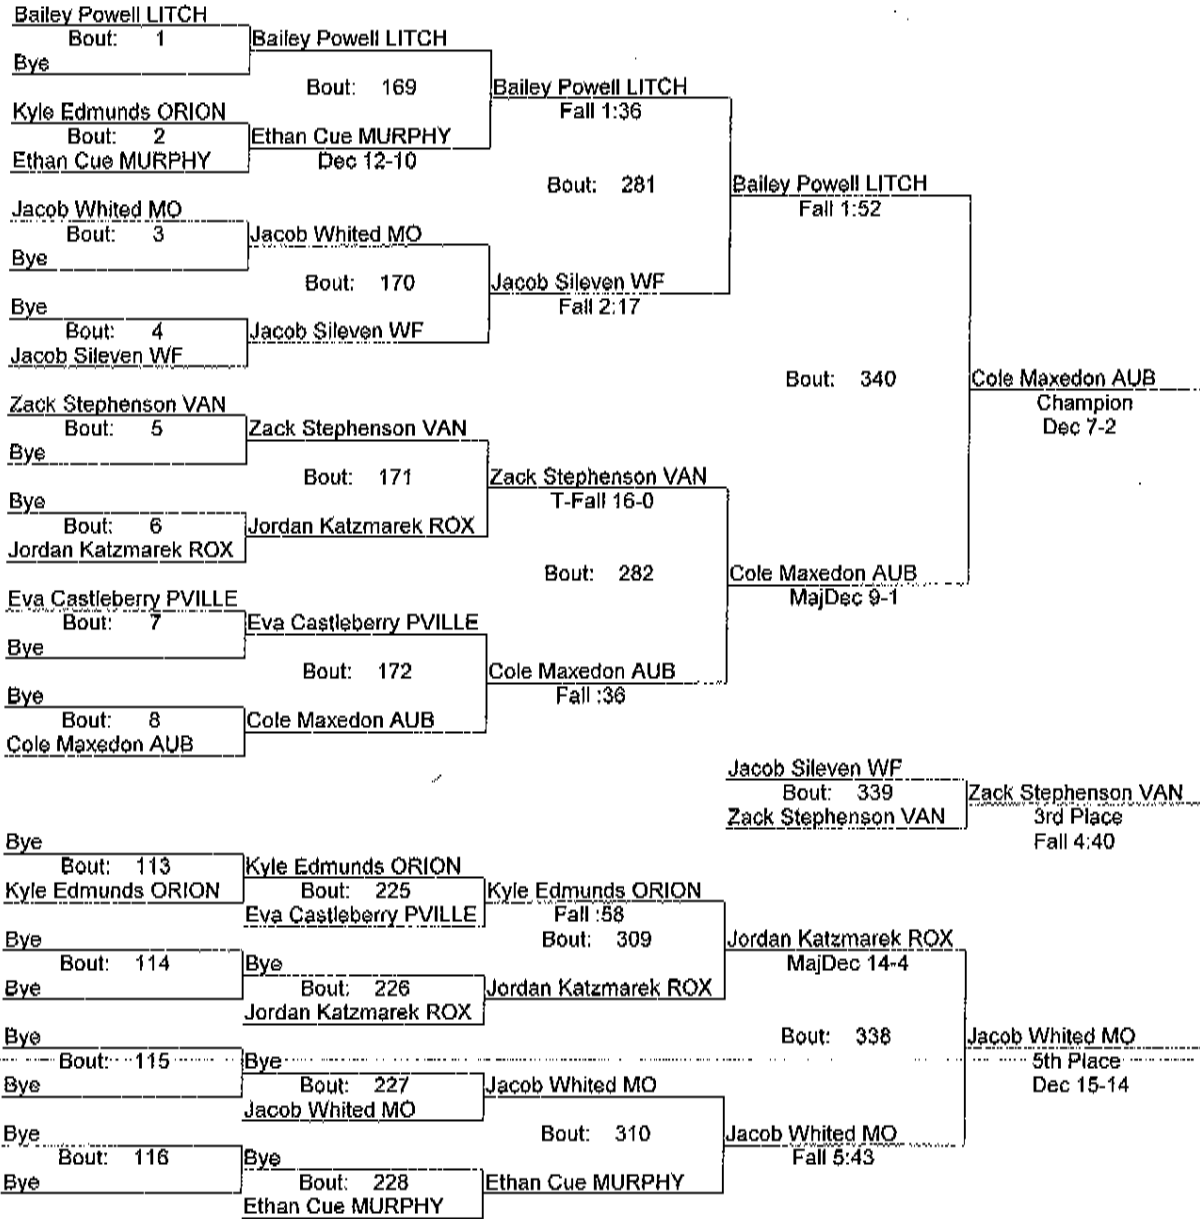 Bailey Powell LITCH
Bout: 1
Bailey Powell LITCH
Bye
Bout: 169
Bailey Powell LITCH
Fall 1:36
Kyle Edmunds ORION
Bout: 2
Ethan Cue MURPHY
Ethan Cue MURPHY
Dec 12-10
Bout: 281
Bailey Powell LITCH
Fall 1:52
Jacob Whited MO
Bout: 3
Jacob Whited MO
Bye
Bout: 170
Jacob Sileven WF
Fall 2:17
Bye
Bout: 4
Jacob Sileven WF
Jacob Sileven WF
Bout: 340
Cole Maxedon AUB
Champion
Dec 7-2
Zack Stephenson VAN
Bout: 5
Zack Stephenson VAN
Bye
Bout: 171
Zack Stephenson VAN
T-Fall 16-0
Bye
Bout: 6
Jordan Katzmarek ROX
Jordan Katzmarek ROX
Bout: 282
Cole Maxedon AUB
MajDec 9-1
Eva Castleberry PVILLE
Bout: 7
Eva Castleberry PVILLE
Bye
Bout: 172
Cole Maxedon AUB
Fall :36
Bye
Bout: 8
Cole Maxedon AUB
Cole Maxedon AUB
Jacob Sileven WF
Bout: 339
Zack Stephenson VAN
Zack Stephenson VAN
3rd Place
Fall 4:40
Bye
Bout: 113
Kyle Edmunds ORION
Kyle Edmunds ORION
Bout: 225
Eva Castleberry PVILLE
Kyle Edmunds ORION
Fall :58
Bout: 309
Jordan Katzmarek ROX
MajDec 14-4
Bye
Bout: 114
Bye
Bye
Bout: 226
Jordan Katzmarek ROX
Jordan Katzmarek ROX
Bout: 338
Jacob Whited MO
5th Place
Dec 15-14
Bye
Bout: 115
Bye
Bye
Bout: 227
Jacob Whited MO
Jacob Whited MO
Bout: 310
Jacob Whited MO
Fall 5:43
Bye
Bout: 116
Bye
Bye
Bout: 228
Ethan Cue MURPHY
Ethan Cue MURPHY